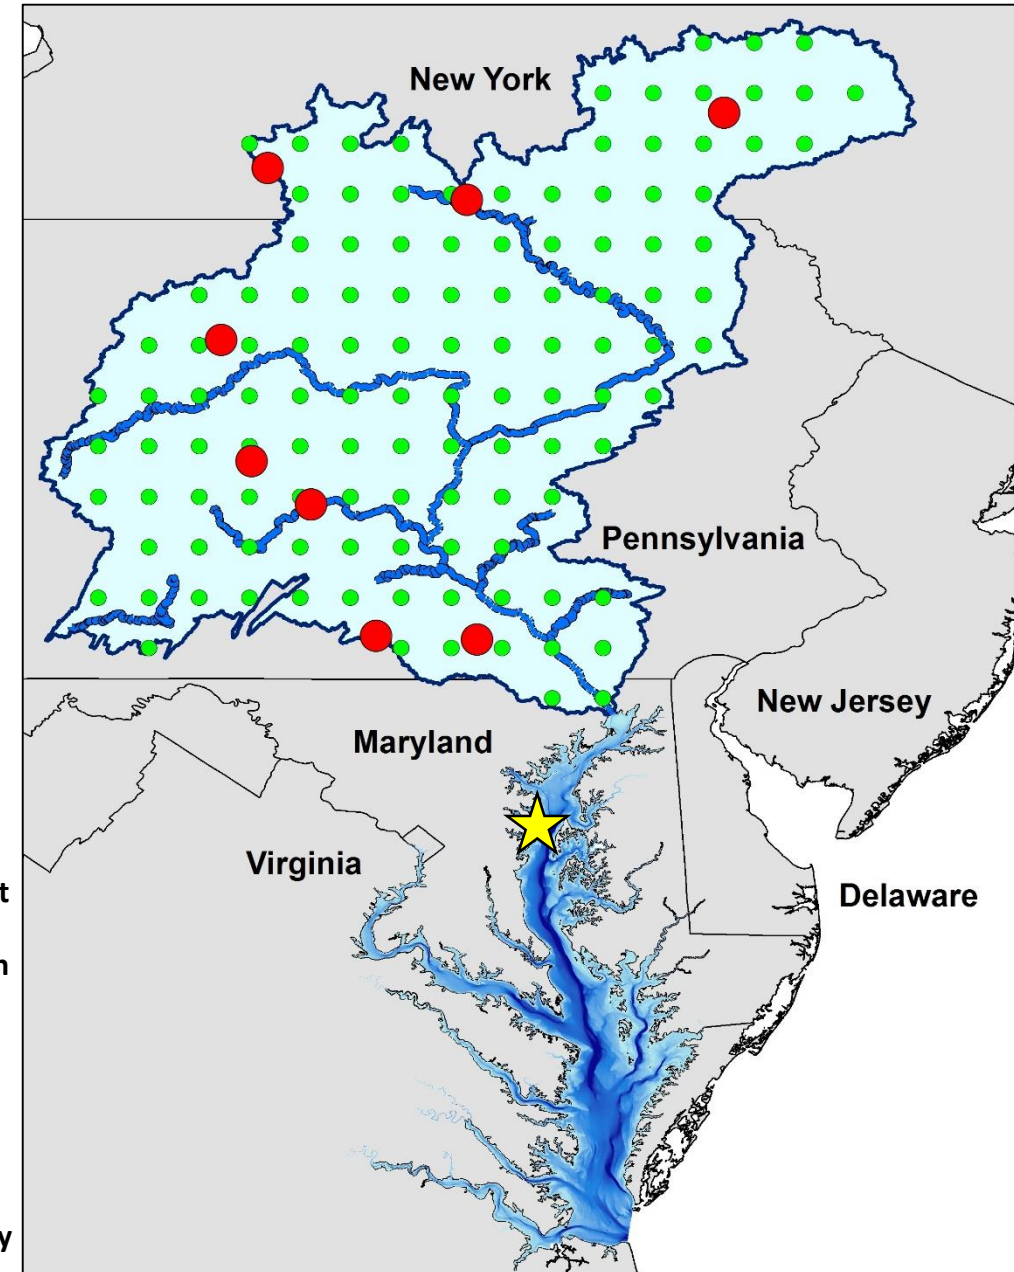 New York
Pennsylvania
New Jersey
Maryland
Virginia
Delaware
t
n
y